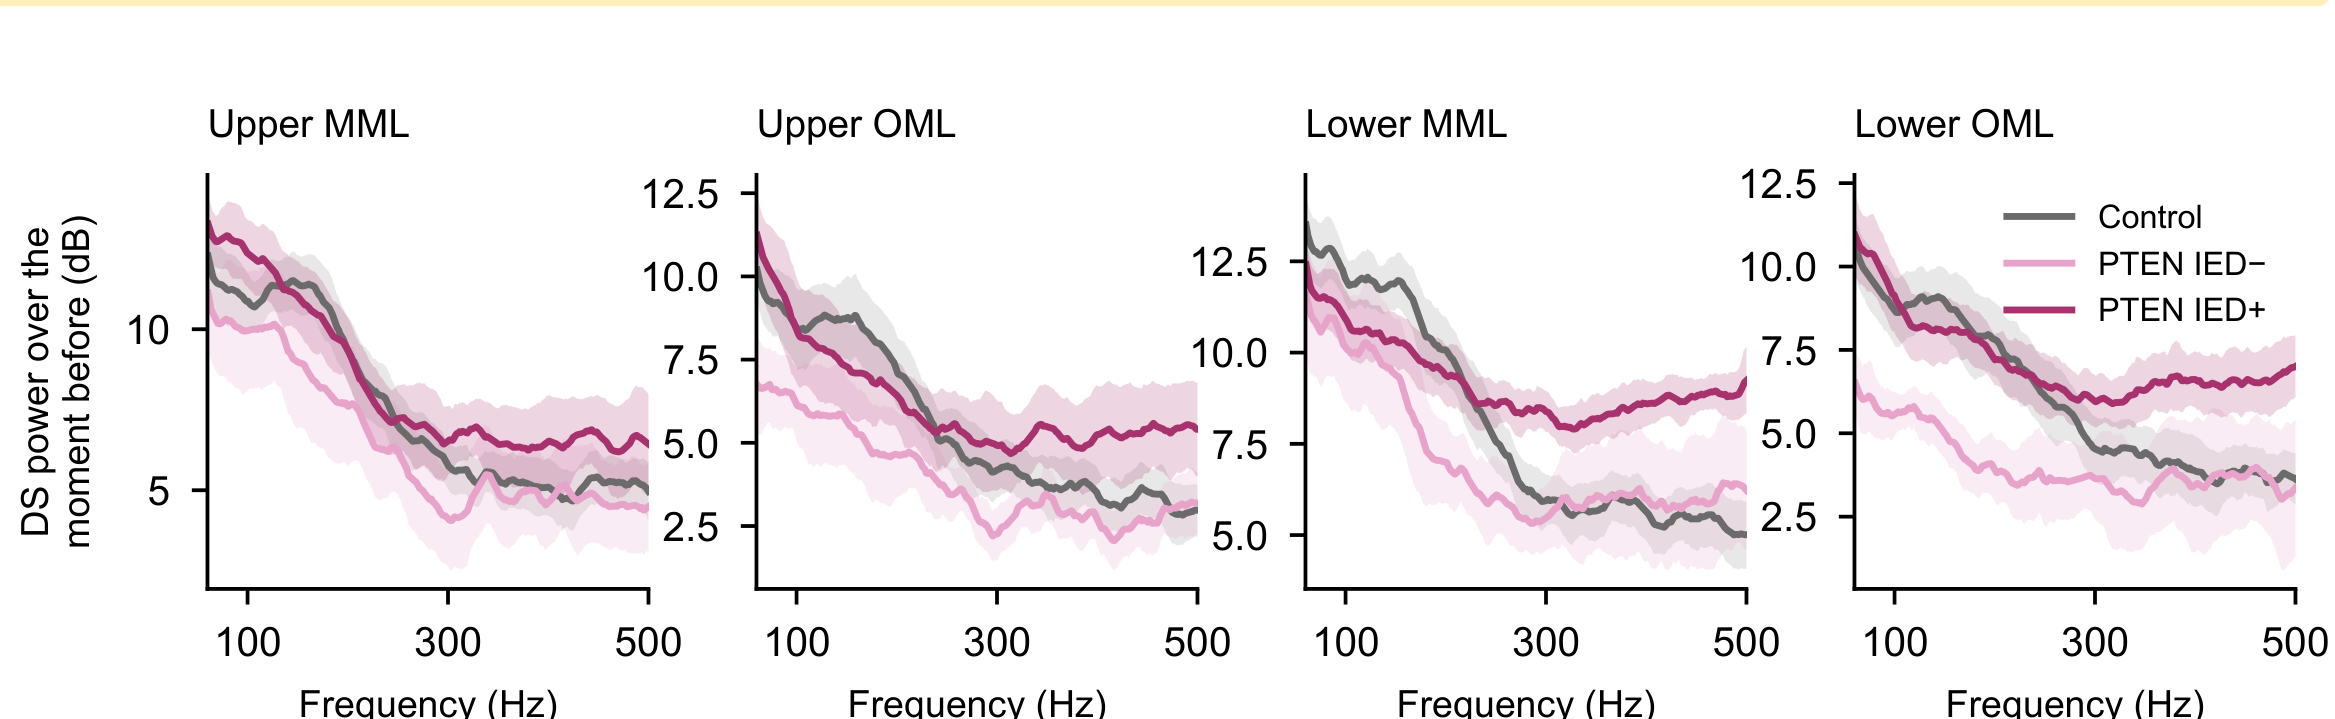 Upper MML
Upper OML
Lower MML
Lower OML
DS power over the
moment before (dB)
10
5
100
300
500
Frequency (Hz)
12.5
10.0
7.5
5.0
2.5
100
300
500
Frequency (Hz)
12.5
10.0
7.5
5.0
100
300
500
Frequency (Hz)
12.5
10.0
7.5
5.0
2.5
100
300
500
Frequency (Hz)
Control
PTEN IED−
PTEN IED+